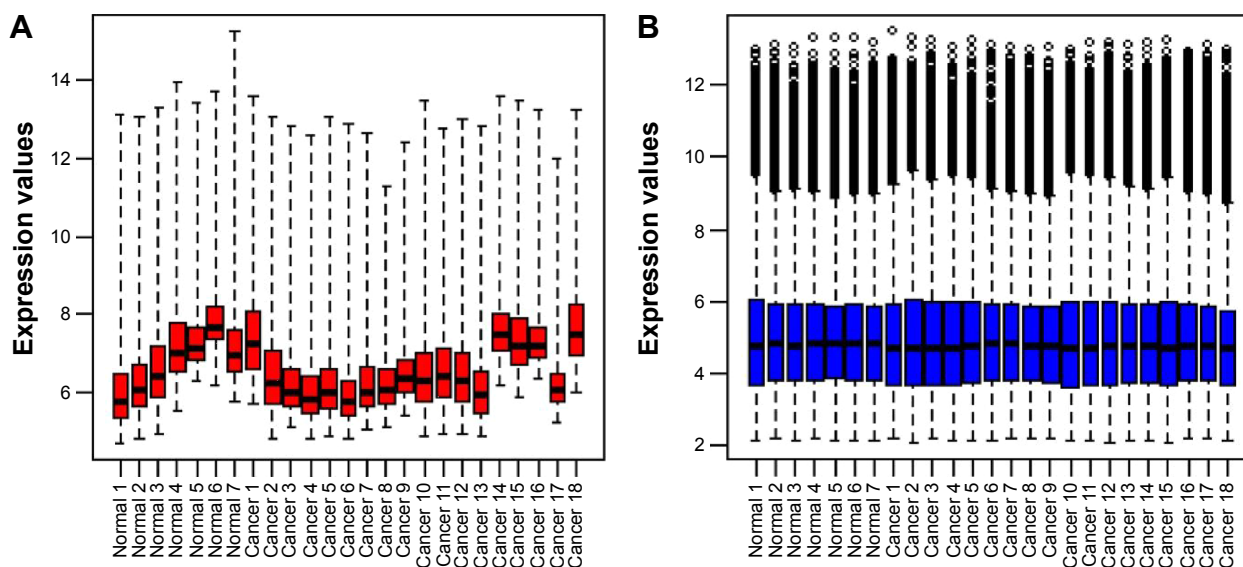 A
Expression values
14
12
10
8
6
Normal 1
Normal 2
Normal 3
Normal 4
Normal 5
Normal 6
Normal 7
Cancer 1
Cancer 2
Cancer 3
Cancer 4
Cancer 5
Cancer 6
Cancer 7
Cancer 8
Cancer 9
Cancer 10
Cancer 11
Cancer 12
Cancer 13
Cancer 14
Cancer 15
Cancer 16
Cancer 17
Cancer 18
B
Expression values
12
10
8
6
4
2
Normal 1
Normal 2
Normal 3
Normal 4
Normal 5
Normal 6
Normal 7
Cancer 1
Cancer 2
Cancer 3
Cancer 4
Cancer 5
Cancer 6
Cancer 7
Cancer 8
Cancer 9
Cancer 10
Cancer 11
Cancer 12
Cancer 13
Cancer 14
Cancer 15
Cancer 16
Cancer 17
Cancer 18